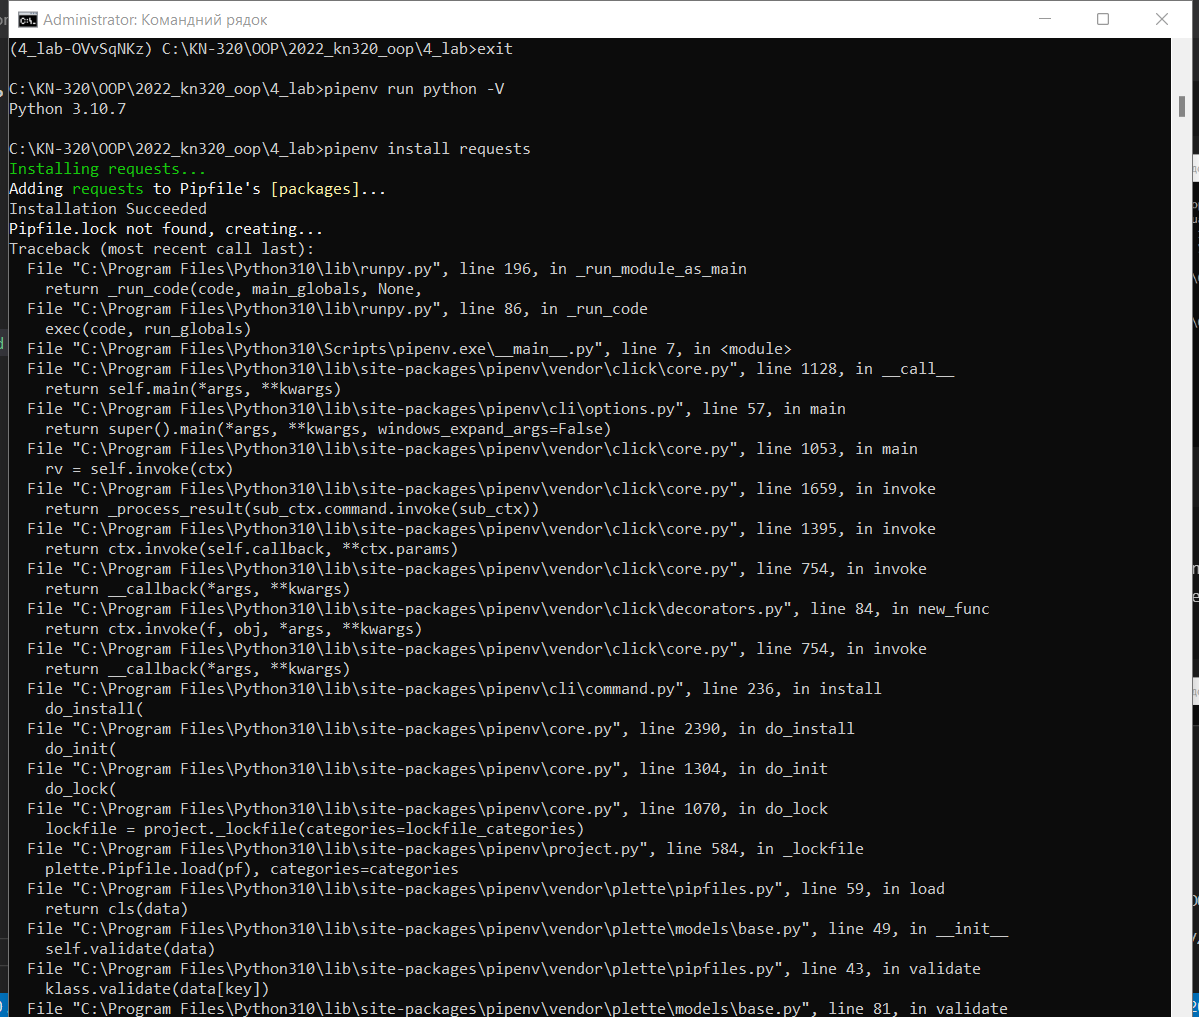 Administrator: Командний рядок
(4_lab-OVvSqNKz) C:\KN-320\OOP\2022_kn320_oop\4_lab>exit
C:\KN-320\OOP\2022_kn320_oop\4_lab>pipenv run python -V
Python 3.10.7
C:\KN-320\OOP\2022_kn320_oop\4_lab>pipenv install requests
Installing requests...
Adding requests to Pipfile's [packages]...
Installation Succeeded
Pipfile.lock not found, creating...
Traceback (most recent call last):
  File "C:\Program Files\Python310\lib\runpy.py", line 196, in _run_module_as_main
    return _run_code(code, main_globals, None,
  File "C:\Program Files\Python310\lib\runpy.py", line 86, in _run_code
    exec(code, run_globals)
  File "C:\Program Files\Python310\Scripts\pipenv.exe\__main__.py", line 7, in <module>
  File "C:\Program Files\Python310\lib\site-packages\pipenv\vendor\click\core.py", line 1128, in __call__
    return self.main(*args, **kwargs)
  File "C:\Program Files\Python310\lib\site-packages\pipenv\cli\options.py", line 57, in main
    return super().main(*args, **kwargs, windows_expand_args=False)
  File "C:\Program Files\Python310\lib\site-packages\pipenv\vendor\click\core.py", line 1053, in main
    rv = self.invoke(ctx)
  File "C:\Program Files\Python310\lib\site-packages\pipenv\vendor\click\core.py", line 1659, in invoke
    return _process_result(sub_ctx.command.invoke(sub_ctx))
  File "C:\Program Files\Python310\lib\site-packages\pipenv\vendor\click\core.py", line 1395, in invoke
    return ctx.invoke(self.callback, **ctx.params)
  File "C:\Program Files\Python310\lib\site-packages\pipenv\vendor\click\core.py", line 754, in invoke
    return __callback(*args, **kwargs)
  File "C:\Program Files\Python310\lib\site-packages\pipenv\vendor\click\decorators.py", line 84, in new_func
    return ctx.invoke(f, obj, *args, **kwargs)
  File "C:\Program Files\Python310\lib\site-packages\pipenv\vendor\click\core.py", line 754, in invoke
    return __callback(*args, **kwargs)
  File "C:\Program Files\Python310\lib\site-packages\pipenv\cli\command.py", line 236, in install
    do_install(
  File "C:\Program Files\Python310\lib\site-packages\pipenv\core.py", line 2390, in do_install
    do_init(
  File "C:\Program Files\Python310\lib\site-packages\pipenv\core.py", line 1304, in do_init
    do_lock(
  File "C:\Program Files\Python310\lib\site-packages\pipenv\core.py", line 1070, in do_lock
    lockfile = project._lockfile(categories=lockfile_categories)
  File "C:\Program Files\Python310\lib\site-packages\pipenv\project.py", line 584, in _lockfile
    plette.Pipfile.load(pf), categories=categories
  File "C:\Program Files\Python310\lib\site-packages\pipenv\vendor\plette\pipfiles.py", line 59, in load
    return cls(data)
  File "C:\Program Files\Python310\lib\site-packages\pipenv\vendor\plette\models\base.py", line 49, in __init__
    self.validate(data)
  File "C:\Program Files\Python310\lib\site-packages\pipenv\vendor\plette\pipfiles.py", line 43, in validate
    klass.validate(data[key])
  File "C:\Program Files\Python310\lib\site-packages\pipenv\vendor\plette\models\base.py", line 81, in validate